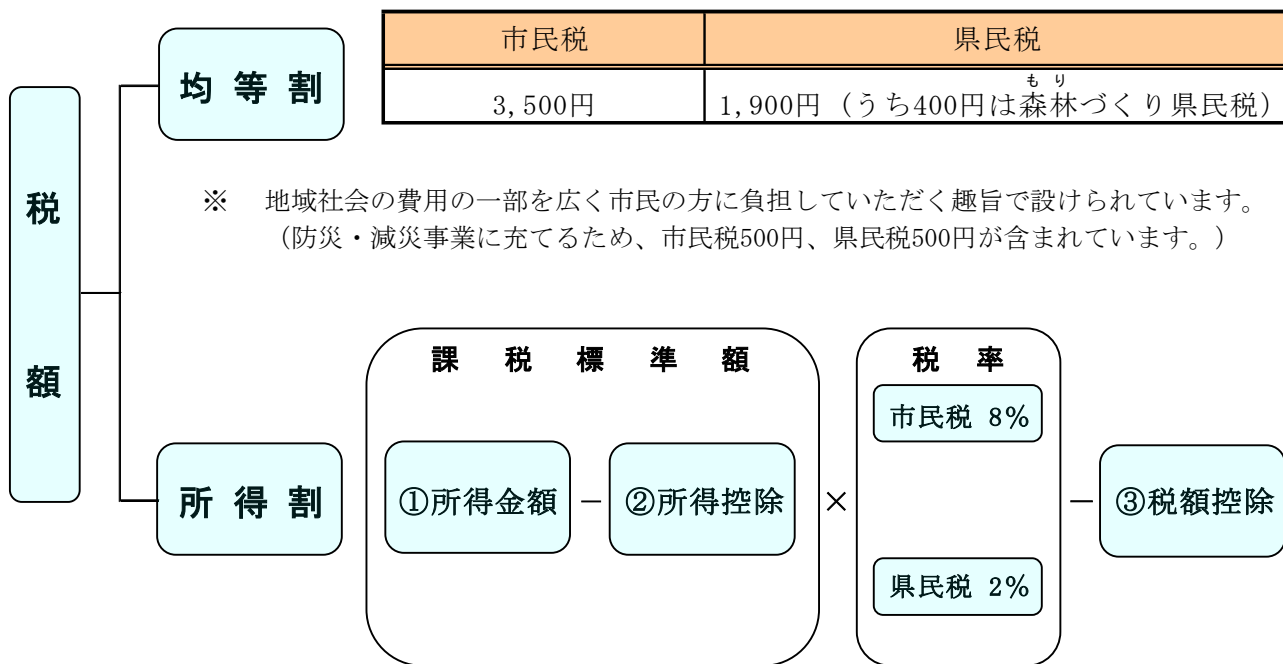 市民税 県民税
均等割
もり
3,500円 1,900円（うち400円は森林づくり県民税）
税額
※ 地域社会の費用の一部を広く市民の方に負担していただく趣旨で設けられています。
（防災・減災事業に充てるため、市民税500円、県民税500円が含まれています。）
課税標準額
税率
市民税 8%
所得割
①所得金額 － ②所得控除 × － ③税額控除
県民税 2%